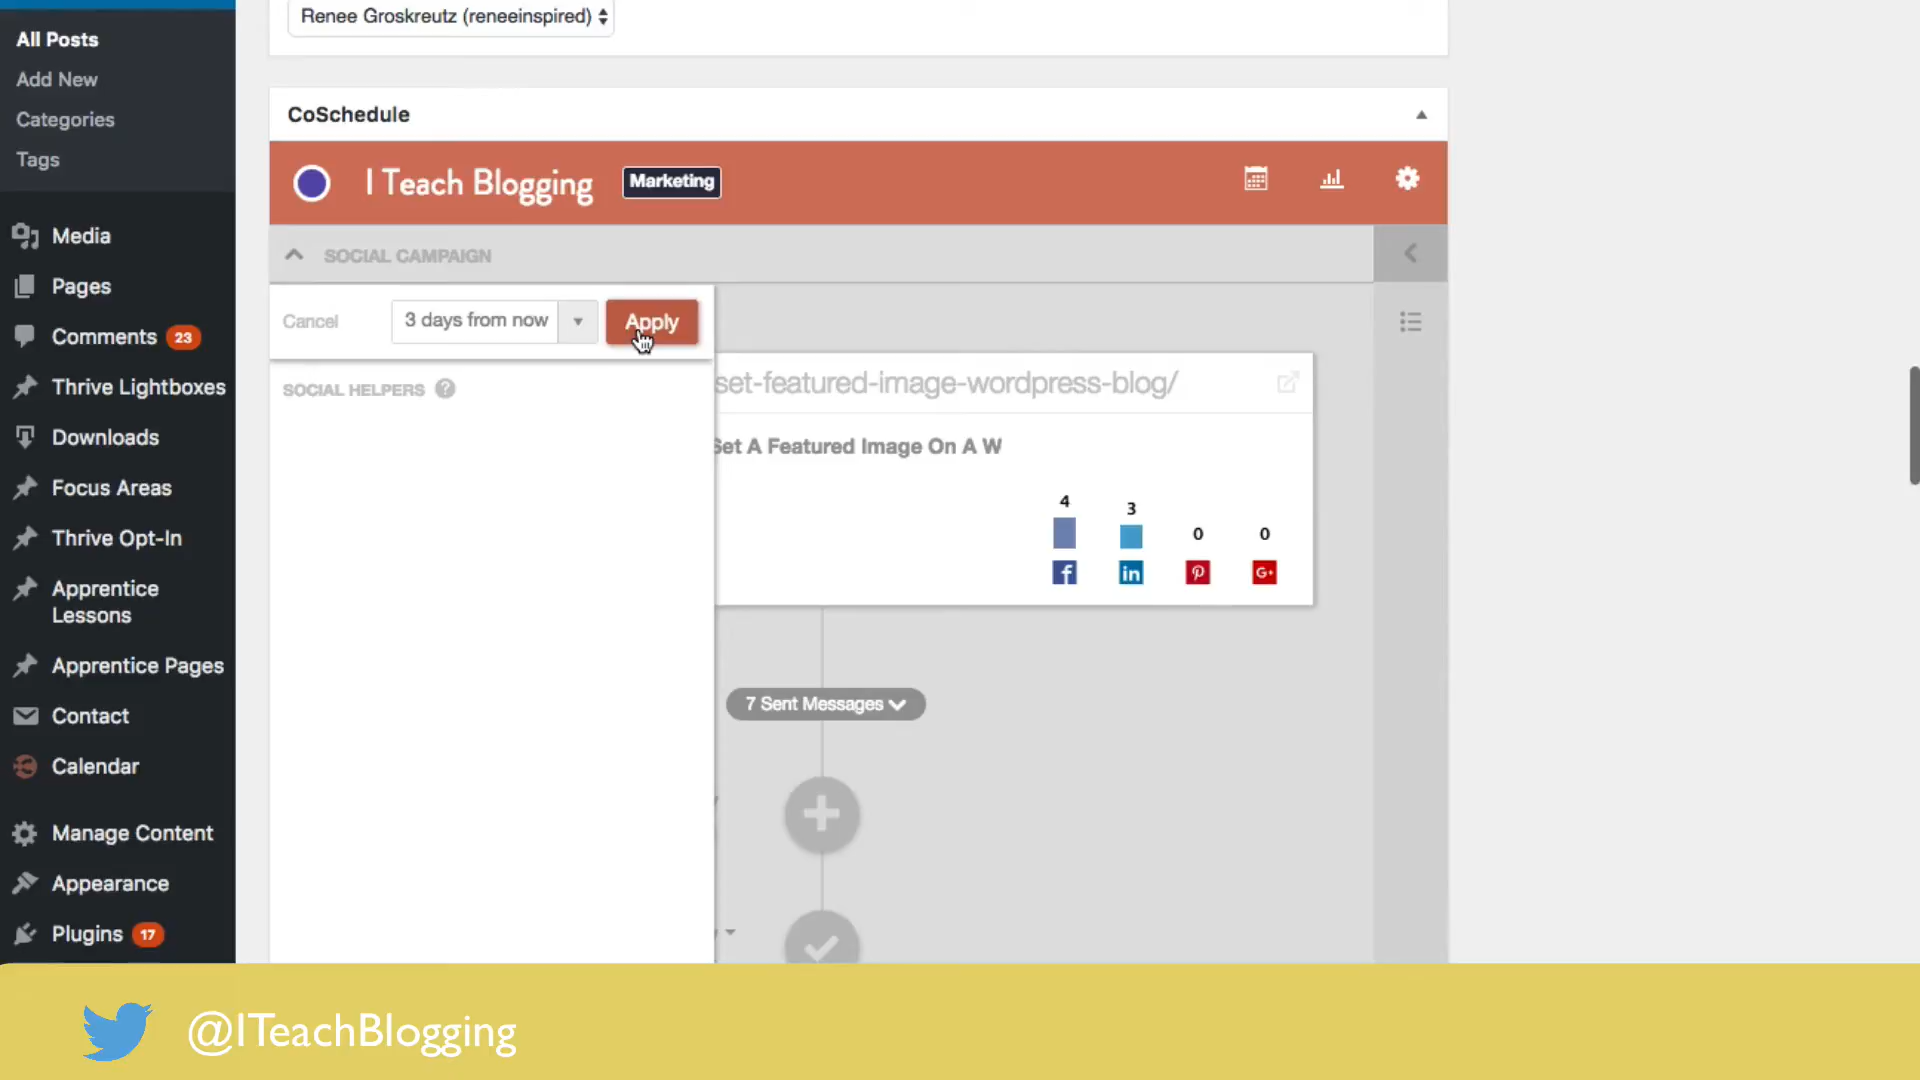 Renee Groskreutz (reneeinspired)
All Posts
Add New
Categories
Tags
Media
Pages
Comments 23
Thrive Lightboxes
Downloads
Focus Areas
Thrive Opt-In
Apprentice
Lessons
Apprentice Pages
Contact
Calendar
Manage Content
Appearance
Plugins 17
CoSchedule
I Teach Blogging
Marketing
SOCIAL CAMPAIGN
Cancel
3 days from now
Apply
SOCIAL HELPERS ?
set-featured-image-wordpress-blog/
Set A Featured Image On A W
4 3 0 0
f in G+
7 Sent Messages
@ITeachBlogging